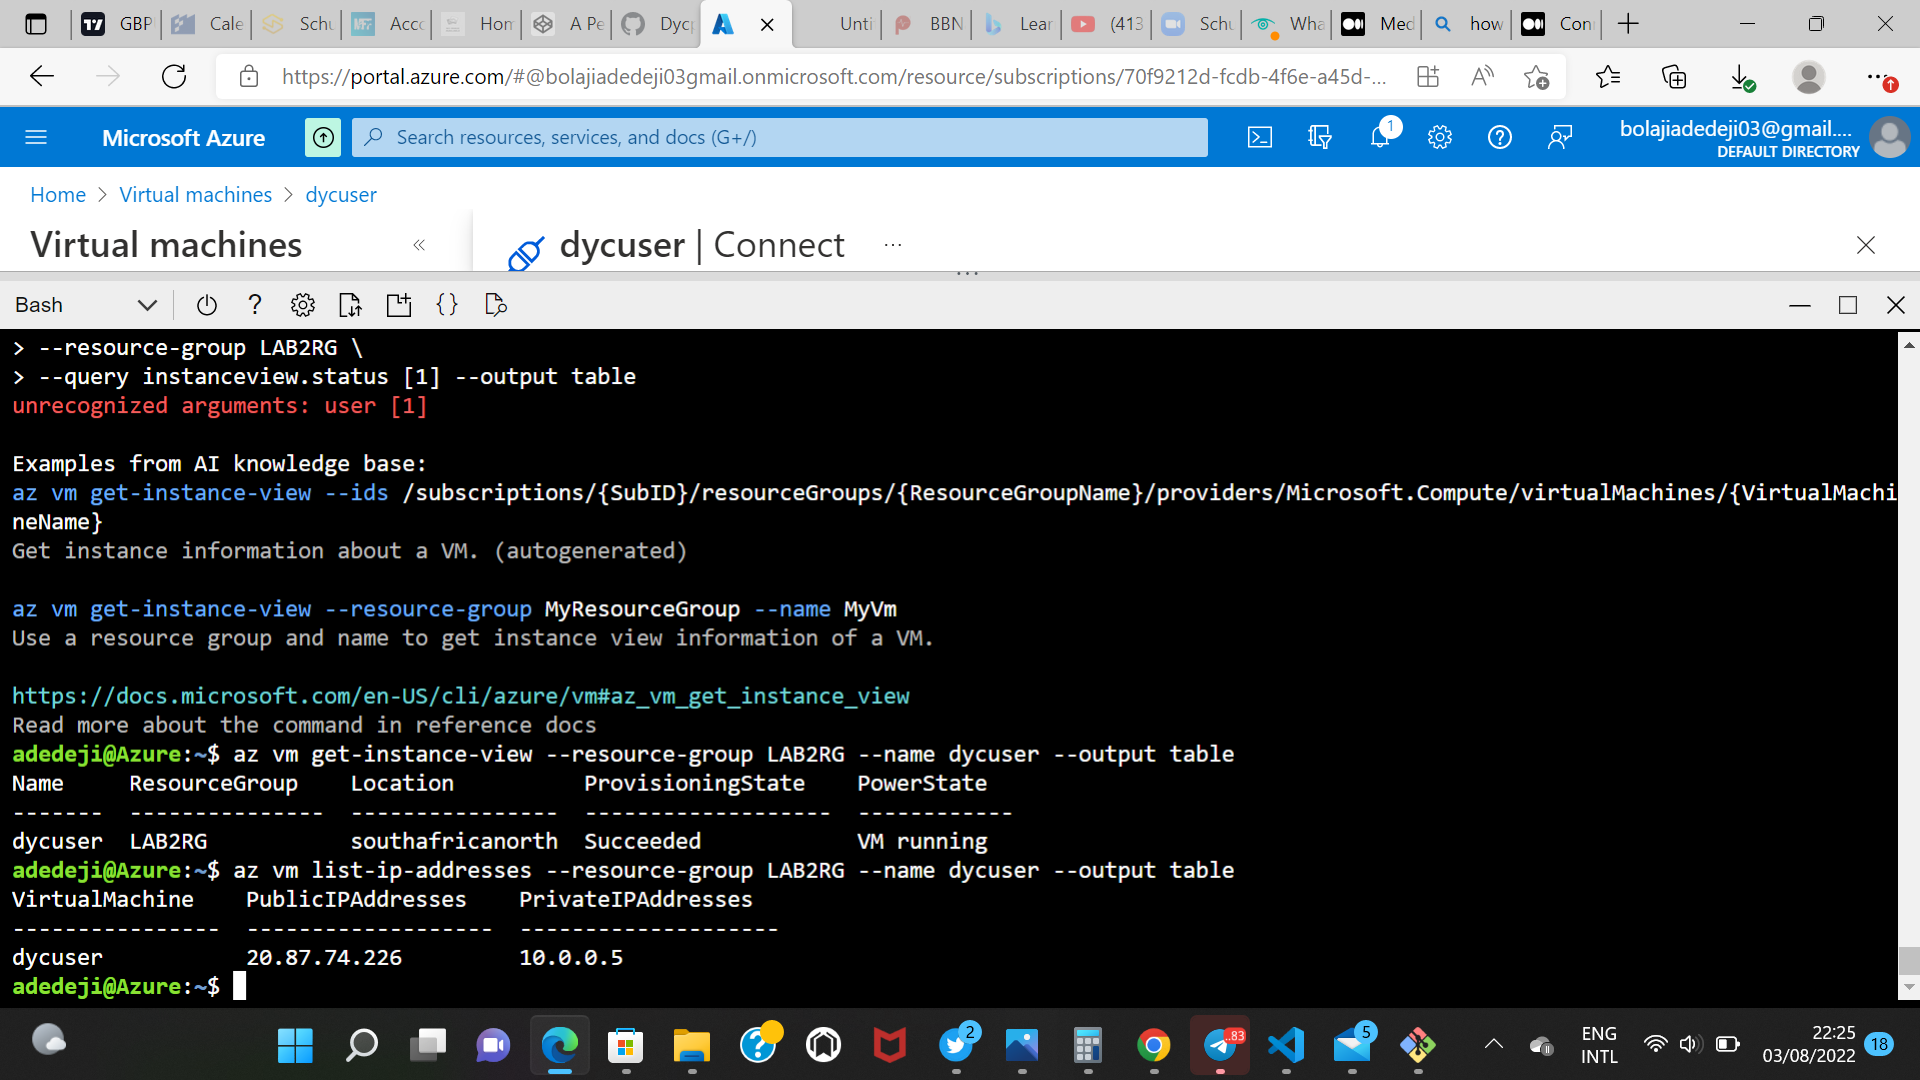 GBP
Cale
Schu
Acco
Hom
A Pe
Dycp
Unti
BBN
Lear
(413
Schu
Wha
Med
how
Con
https://portal.azure.com/#@bolajiadedeji03gmail.onmicrosoft.com/resource/subscriptions/70f9212d-fcdb-4f6e-a45d-...
Microsoft Azure
Search resources, services, and docs (G+/)
1
bolajiadedeji03@gmail....
DEFAULT DIRECTORY
Home > Virtual machines > dycuser
Virtual machines
«
dycuser | Connect
...
Bash
> --resource-group LAB2RG \
> --query instanceview.status [1] --output table
unrecognized arguments: user [1]
Examples from AI knowledge base:
az vm get-instance-view --ids /subscriptions/{SubID}/resourceGroups/{ResourceGroupName}/providers/Microsoft.Compute/virtualMachines/{VirtualMachi
neName}
Get instance information about a VM. (autogenerated)
az vm get-instance-view --resource-group MyResourceGroup --name MyVm
Use a resource group and name to get instance view information of a VM.
https://docs.microsoft.com/en-US/cli/azure/vm#az_vm_get_instance_view
Read more about the command in reference docs
adedeji@Azure:~$ az vm get-instance-view --resource-group LAB2RG --name dycuser --output table
Name ResourceGroup Location ProvisioningState PowerState
------- --------------- ---------------- ------------------- ------------
dycuser LAB2RG southafricanorth Succeeded VM running
adedeji@Azure:~$ az vm list-ip-addresses --resource-group LAB2RG --name dycuser --output table
VirtualMachine PublicIPAddresses PrivateIPAddresses
---------------- ------------------- --------------------
dycuser 20.87.74.226 10.0.0.5
adedeji@Azure:~$
2
..83
5
ENG
INTL
22:25
03/08/2022
18